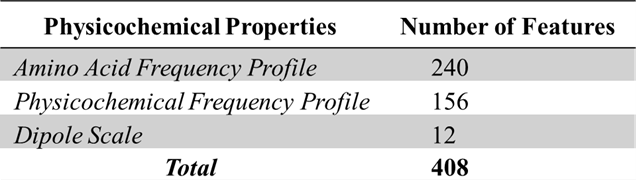 Physicochemical Properties Number of Features
Amino Acid Frequency Profile 240
Physicochemical Frequency Profile 156
Dipole Scale 12
Total 408